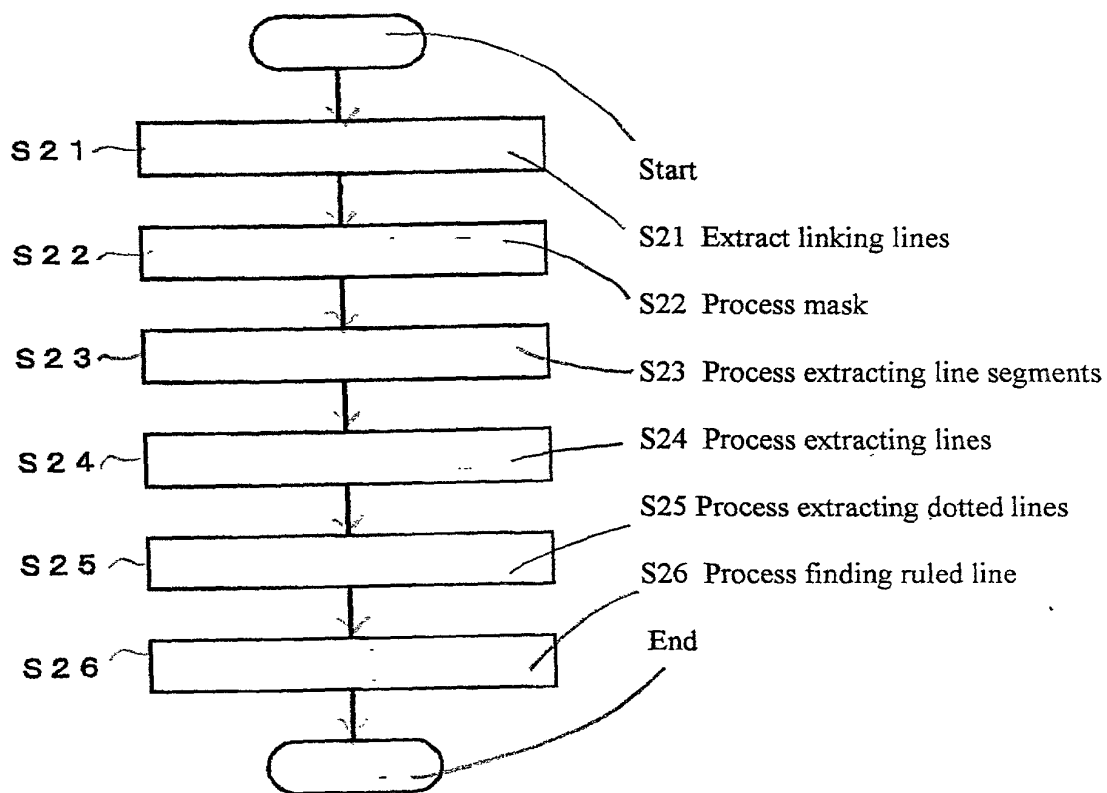 S21
S22
S23
S24
S25
S26
Start
S21 Extract linking lines
S22 Process mask
S23 Process extracting line segments
S24 Process extracting lines
S25 Process extracting dotted lines
S26 Process finding ruled line
End